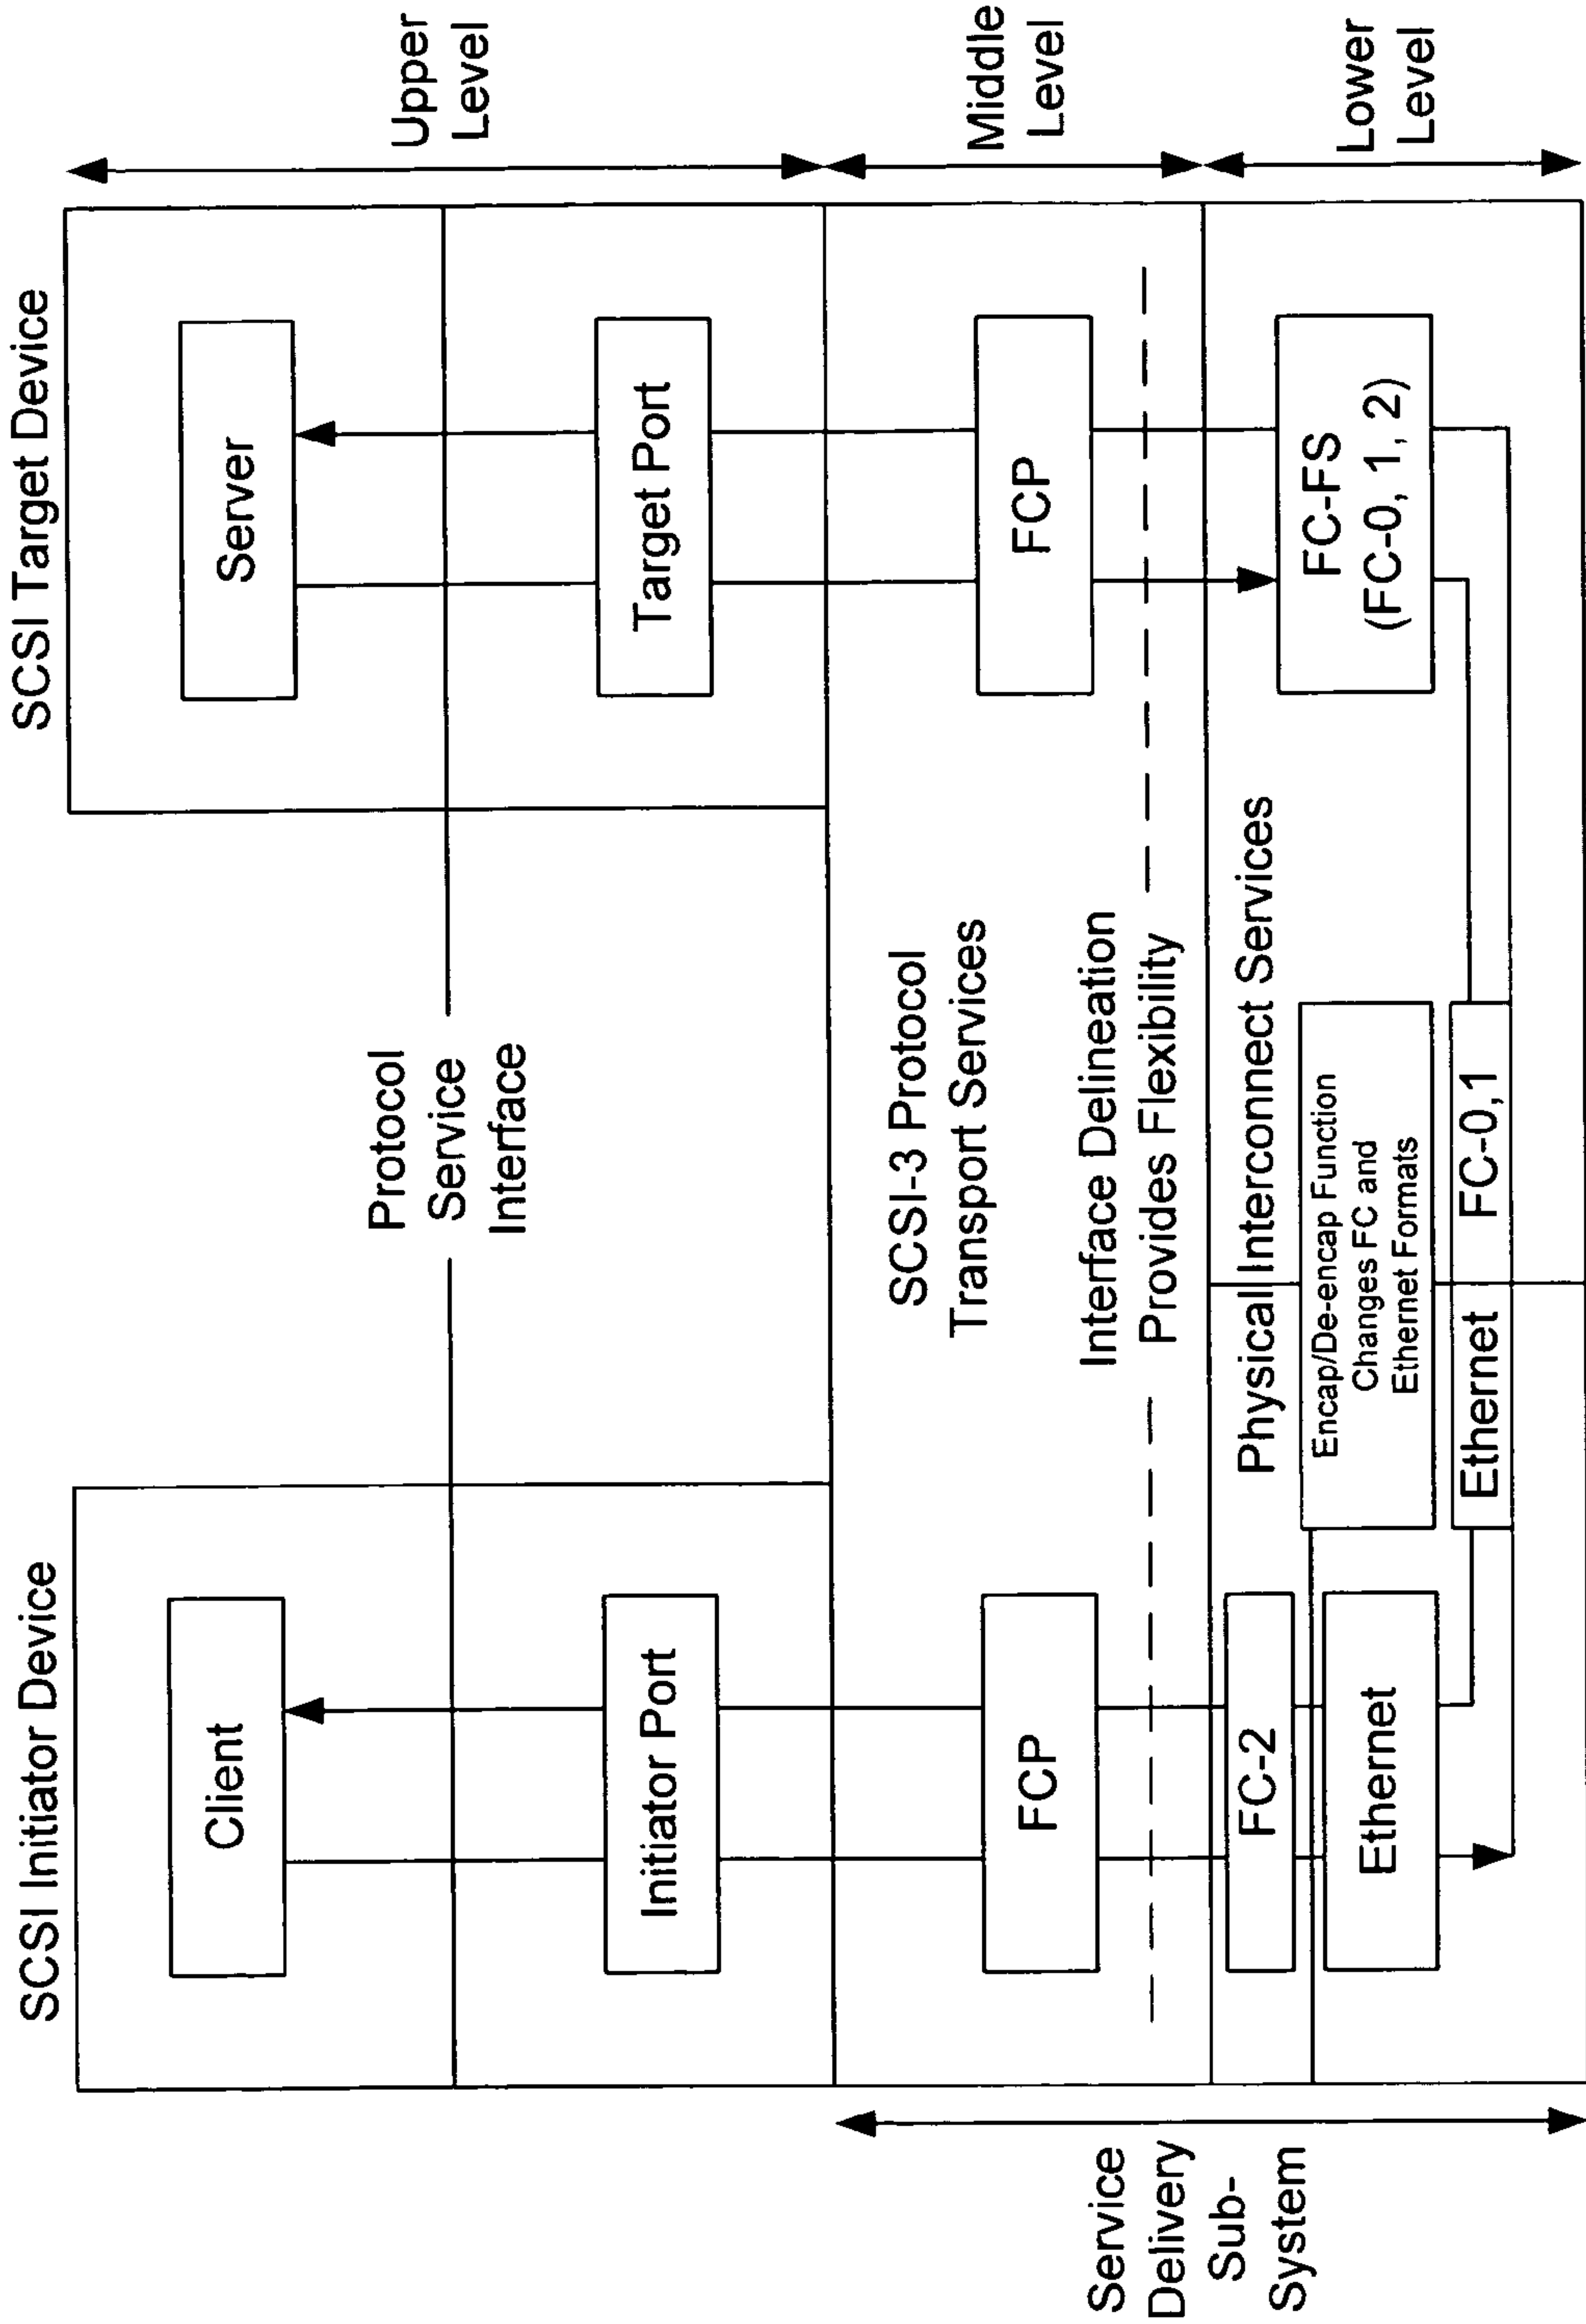 SCSI Initiator Device
SCSI Target Device
Client
Server
Upper
Level
Protocol
Service
Interface
Initiator Port
Target Port
SCSI-3 Protocol
Transport Services
Middle
Level
FCP
FCP
Interface Delineation
Provides Flexibility
Service
Delivery
Sub-
System
Physical Interconnect Services
FC-2
Encap/De-encap Function
Changes FC and
Ethernet Formats
FC-FS
(FC-0, 1, 2)
Lower
Level
Ethernet
Ethernet
FC-0,1